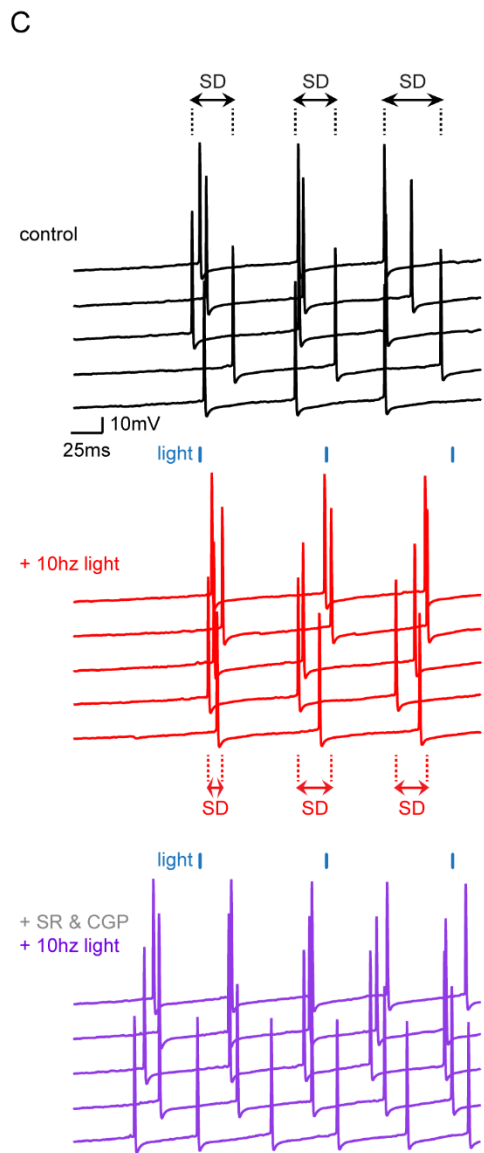 C
SD SD SD
control
10mV
25ms
light
+ 10hz light
SD SD SD
light
+ SR & CGP
+ 10hz light